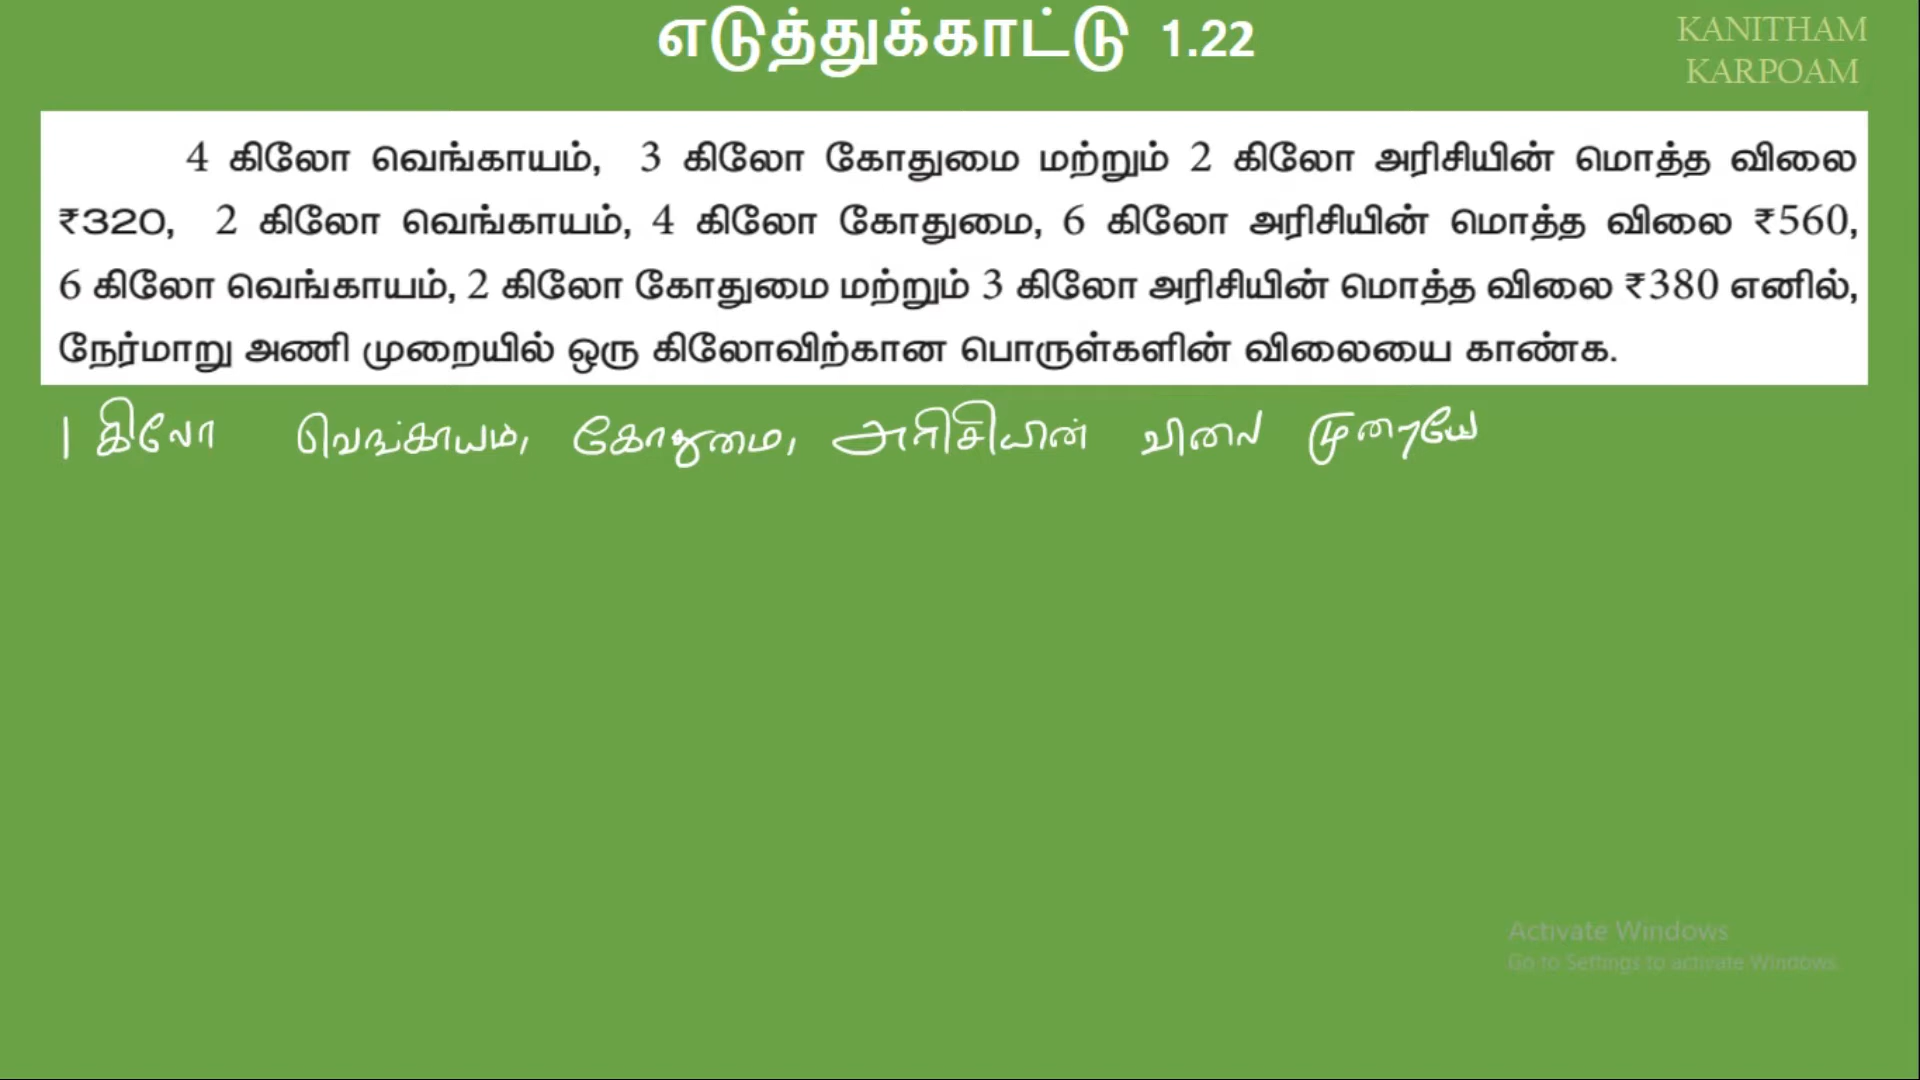 எடுத்துக்காட்டு 1.22
KANITHAM
KARPOAM
4 கிலோ வெங்காயம், 3 கிலோ கோதுமை மற்றும் 2 கிலோ அரிசியின் மொத்த விலை
₹320, 2 கிலோ வெங்காயம், 4 கிலோ கோதுமை, 6 கிலோ அரிசியின் மொத்த விலை ₹560,
6 கிலோ வெங்காயம், 2 கிலோ கோதுமை மற்றும் 3 கிலோ அரிசியின் மொத்த விலை ₹380 எனில்,
நேர்மாறு அணி முறையில் ஒரு கிலோவிற்கான பொருள்களின் விலையை காண்க.
1 கிலோ வெங்காயம், கோதுமை, அரிசியின் விலை முறையே
Activate Windows
Go to Settings to activate Windows.